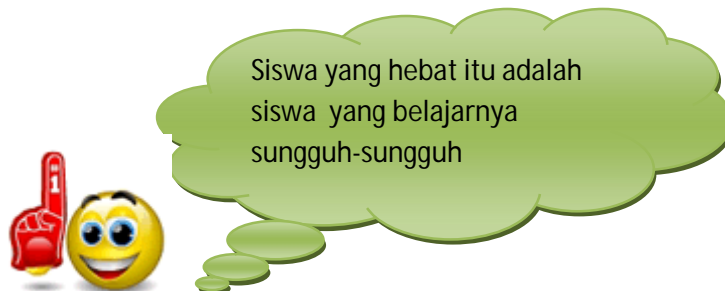 Siswa yang hebat itu adalah
siswa  yang belajarnya
sungguh-sungguh
1